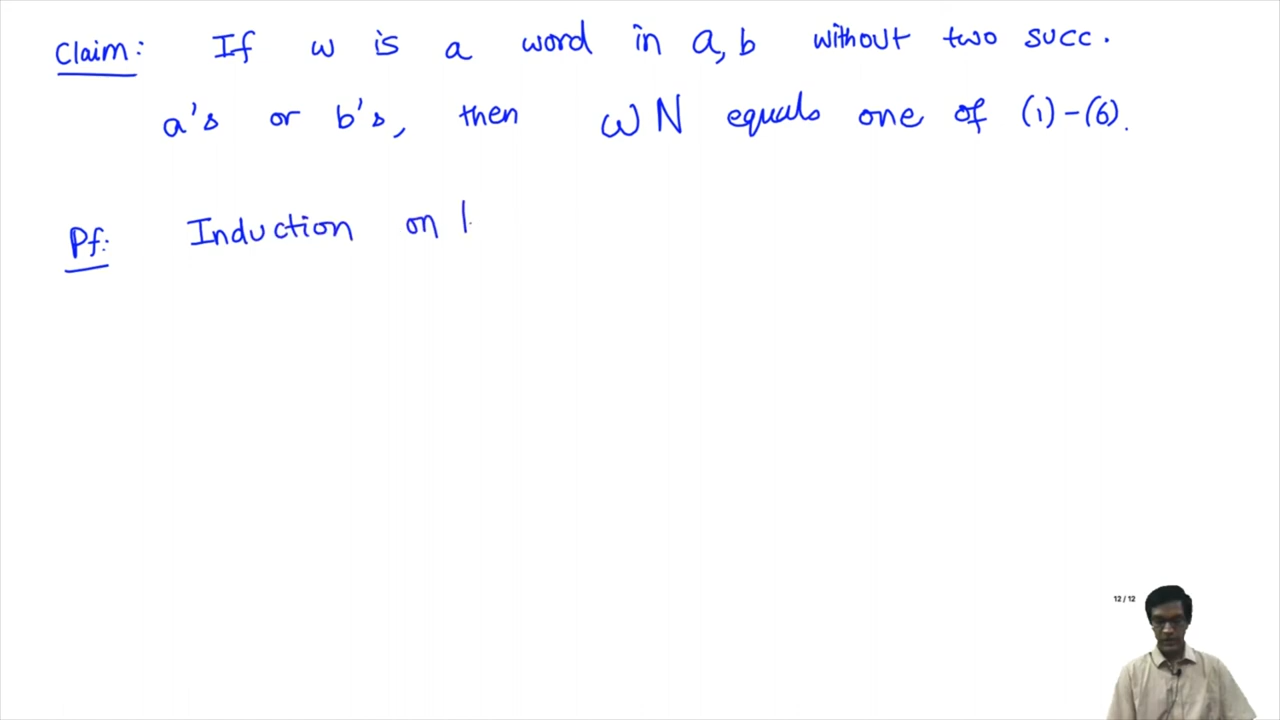 Claim: If w is a word in a, b without two succ.
a's or b's, then wN equals one of (1)-(6).
Pf: Induction on l
12 / 12